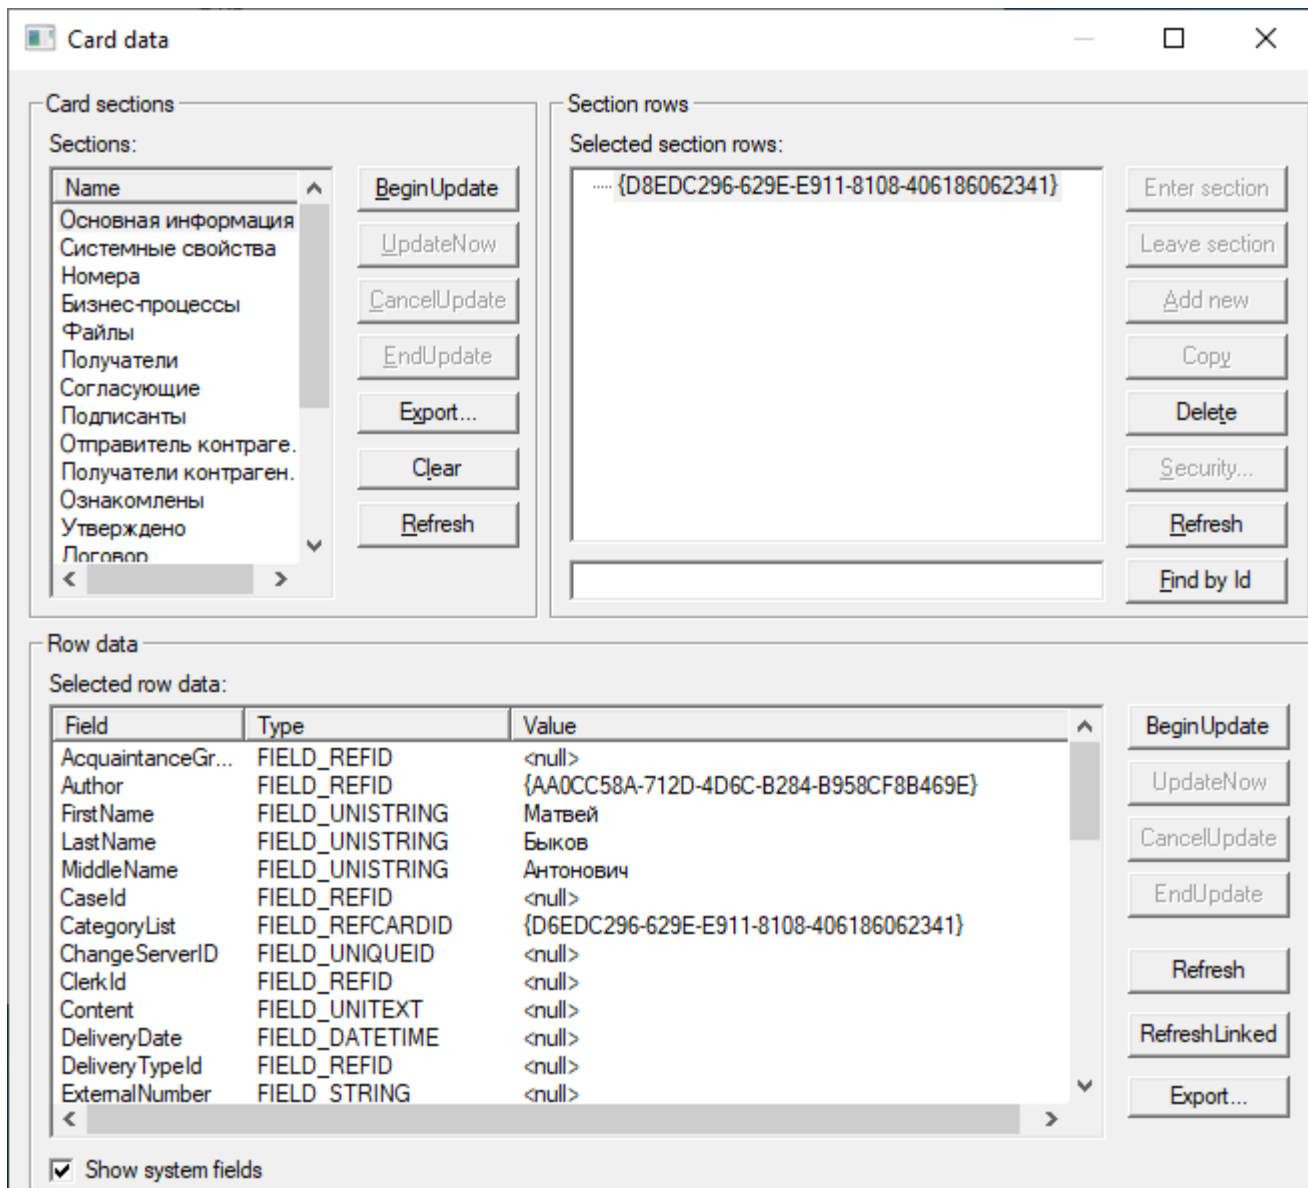 Card data
Card sections
Sections:
Name
Основная информация
Системные свойства
Номера
Бизнес-процессы
Файлы
Получатели
Согласующие
Подписанты
Отправитель контраге.
Получатели контраген.
Ознакомлены
Утверждено
Договор
BeginUpdate
UpdateNow
CancelUpdate
EndUpdate
Export...
Clear
Refresh
Section rows
Selected section rows:
{D8EDC296-629E-E911-8108-406186062341}
Enter section
Leave section
Add new
Copy
Delete
Security...
Refresh
Find by Id
Row data
Selected row data:
Field Type Value
AcquaintanceGr... FIELD_REFID <null>
Author FIELD_REFID {AA0CC58A-712D-4D6C-B284-B958CF8B469E}
FirstName FIELD_UNISTRING Матвей
LastName FIELD_UNISTRING Быков
MiddleName FIELD_UNISTRING Антонович
CaseId FIELD_REFID <null>
CategoryList FIELD_REFCARDID {D6EDC296-629E-E911-8108-406186062341}
ChangeServerID FIELD_UNIQUEID <null>
ClerkId FIELD_REFID <null>
Content FIELD_UNITEXT <null>
DeliveryDate FIELD_DATETIME <null>
DeliveryTypeId FIELD_REFID <null>
ExternalNumber FIELD_STRING <null>
BeginUpdate
UpdateNow
CancelUpdate
EndUpdate
Refresh
RefreshLinked
Export...
Show system fields